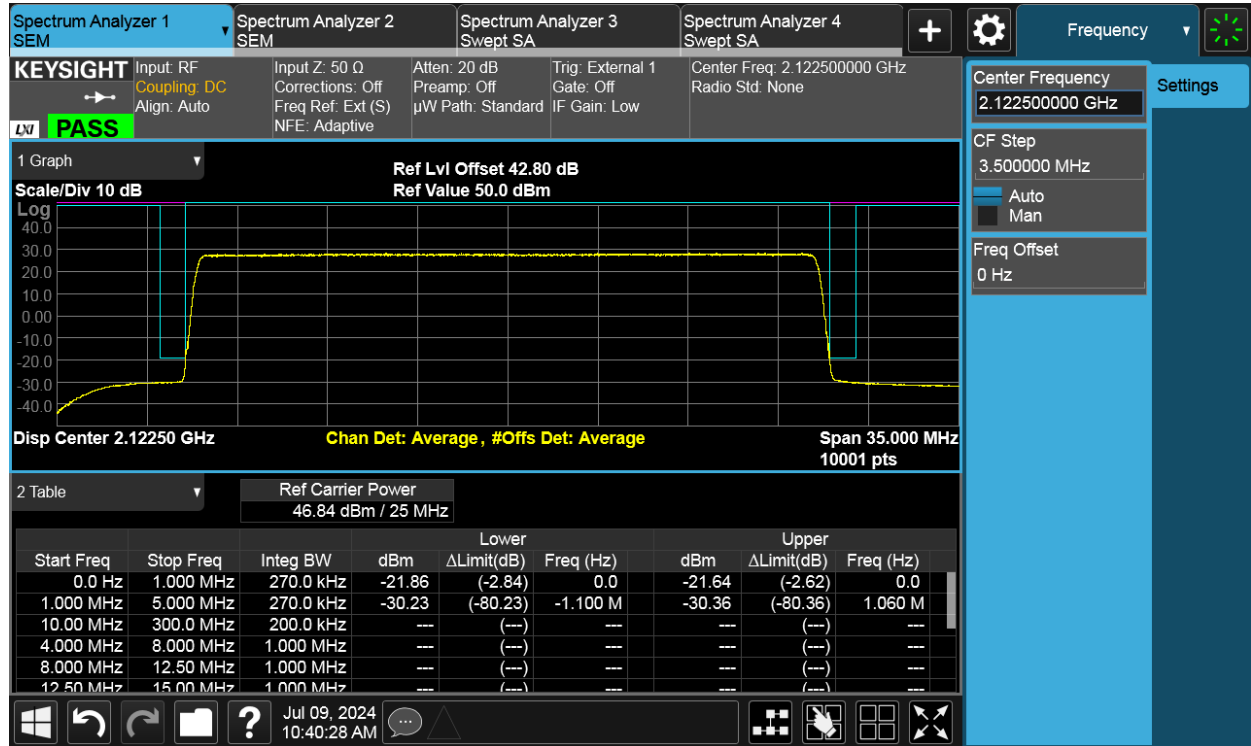 Spectrum Analyzer 1
SEM
Spectrum Analyzer 2
SEM
Spectrum Analyzer 3
Swept SA
Spectrum Analyzer 4
Swept SA
Frequency
KEYSIGHT
LXI
PASS
Input: RF
Coupling: DC
Align: Auto
Input Z: 50 Ω
Corrections: Off
Freq Ref: Ext (S)
NFE: Adaptive
Atten: 20 dB
Preamp: Off
µW Path: Standard
Trig: External 1
Gate: Off
IF Gain: Low
Center Freq: 2.122500000 GHz
Radio Std: None
Center Frequency
2.122500000 GHz
Settings
CF Step
3.500000 MHz
Auto
Man
Freq Offset
0 Hz
1 Graph
Ref Lvl Offset 42.80 dB
Scale/Div 10 dB
Ref Value 50.0 dBm
Log
40.0
30.0
20.0
10.0
0.00
-10.0
-20.0
-30.0
-40.0
Disp Center 2.12250 GHz
Chan Det: Average , #Offs Det: Average
Span 35.000 MHz
10001 pts
2 Table
Ref Carrier Power
46.84 dBm / 25 MHz
Lower Upper
Start Freq Stop Freq Integ BW dBm ΔLimit(dB) Freq (Hz) dBm ΔLimit(dB) Freq (Hz)
0.0 Hz 1.000 MHz 270.0 kHz -21.86 (-2.84) 0.0 -21.64 (-2.62) 0.0
1.000 MHz 5.000 MHz 270.0 kHz -30.23 (-80.23) -1.100 M -30.36 (-80.36) 1.060 M
10.00 MHz 300.0 MHz 200.0 kHz --- (---) --- --- (---) ---
4.000 MHz 8.000 MHz 1.000 MHz --- (---) --- --- (---) ---
8.000 MHz 12.50 MHz 1.000 MHz --- (---) --- --- (---) ---
12.50 MHz 15.00 MHz 1.000 MHz --- (---) --- --- (---) ---
Jul 09, 2024
10:40:28 AM